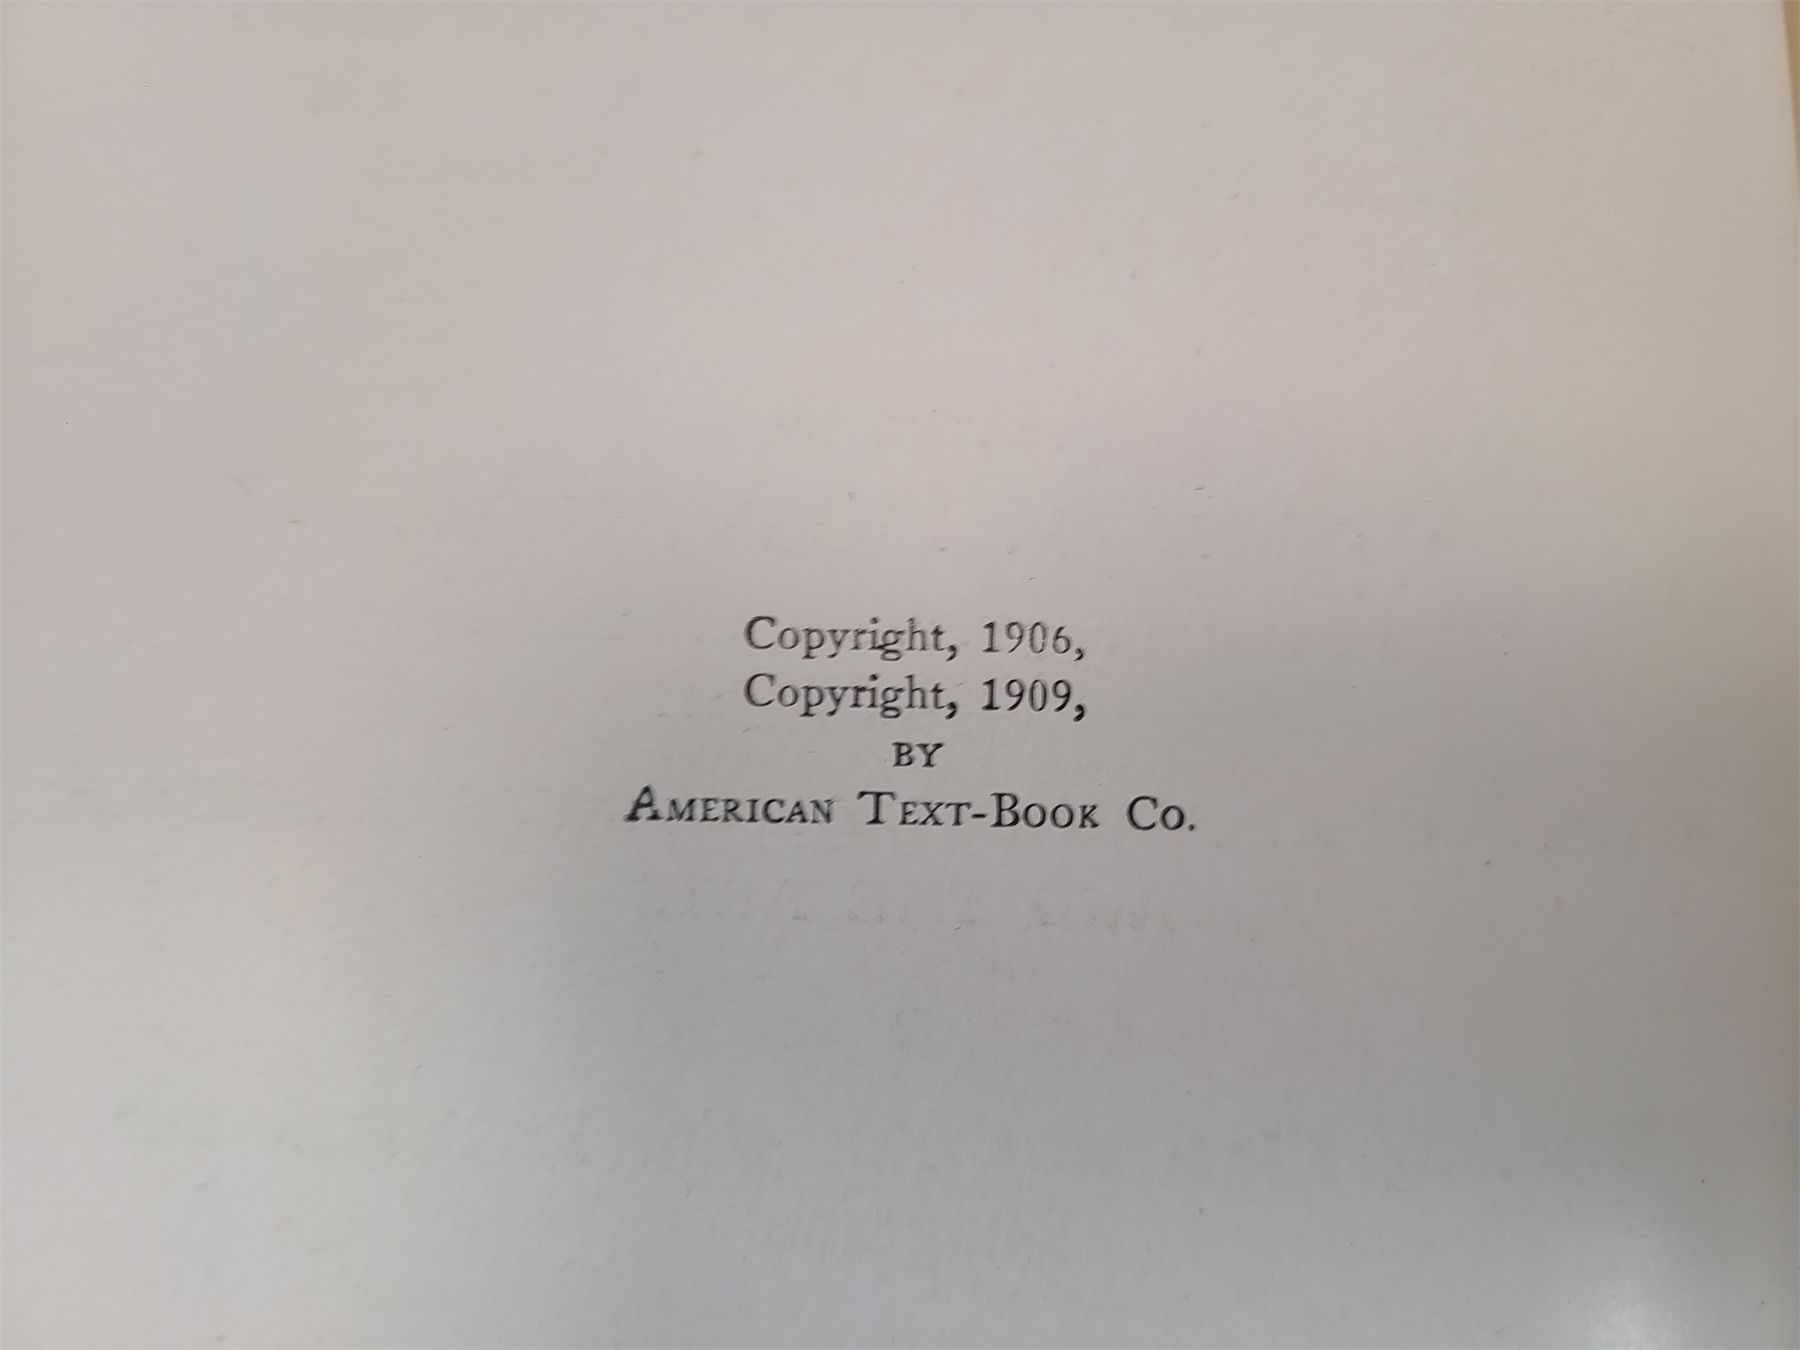 Copyright, 1906,
Copyright, 1909,
BY
American Text-Book Co.